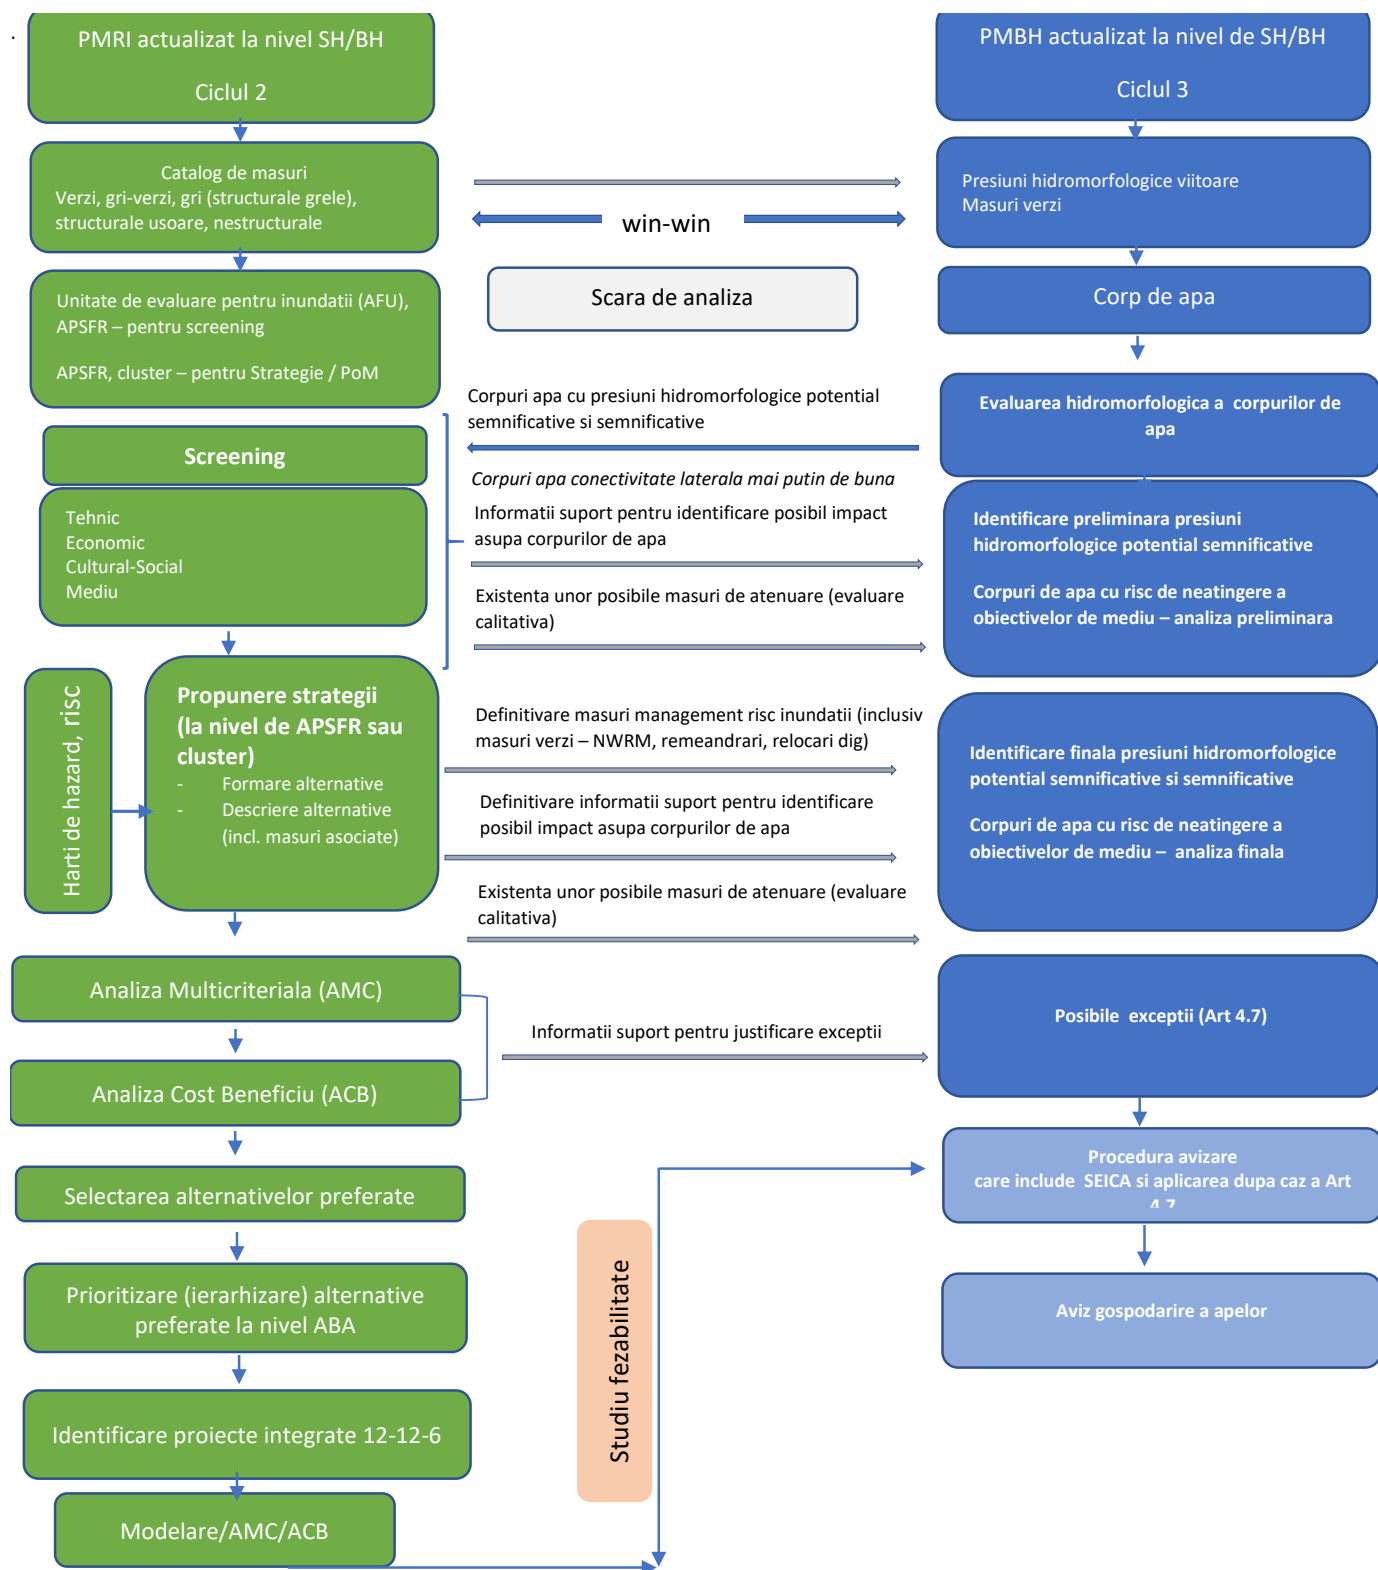 .
PMRI actualizat la nivel SH/BH
Ciclul 2
PMBH actualizat la nivel de SH/BH
Ciclul 3
Catalog de masuri
Verzi, gri-verzi, gri (structurale grele),
structurale usoare, nestructurale
win-win
Presiuni hidromorfologice viitoare
Masuri verzi
Unitate de evaluare pentru inundatii (AFU),
APSFR – pentru screening
APSFR, cluster – pentru Strategie / PoM
Scara de analiza
Corp de apa
Corpuri apa cu presiuni hidromorfologice potential
semnificative si semnificative
Evaluarea hidromorfologica a corpurilor de
apa
Screening
Corpuri apa conectivitate laterala mai putin de buna
Tehnic
Economic
Cultural-Social
Mediu
Informatii suport pentru identificare posibil impact
asupa corpurilor de apa
Existenta unor posibile masuri de atenuare (evaluare
calitativa)
Identificare preliminara presiuni
hidromorfologice potential semnificative
Corpuri de apa cu risc de neatingere a
obiectivelor de mediu – analiza preliminara
Harti de hazard, risc
Propunere strategii
(la nivel de APSFR sau
cluster)
- Formare alternative
- Descriere alternative
(incl. masuri asociate)
Definitivare masuri management risc inundatii (inclusiv
masuri verzi – NWRM, remeandrari, relocari dig)
Definitivare informatii suport pentru identificare
posibil impact asupa corpurilor de apa
Existenta unor posibile masuri de atenuare (evaluare
calitativa)
Identificare finala presiuni hidromorfologice
potential semnificative si semnificative
Corpuri de apa cu risc de neatingere a
obiectivelor de mediu – analiza finala
Analiza Multicriteriala (AMC)
Informatii suport pentru justificare exceptii
Posibile exceptii (Art 4.7)
Analiza Cost Beneficiu (ACB)
Selectarea alternativelor preferate
Procedura avizare
care include SEICA si aplicarea dupa caz a Art
4.7
Prioritizare (ierarhizare) alternative
preferate la nivel ABA
Studiu fezabilitate
Aviz gospodarire a apelor
Identificare proiecte integrate 12-12-6
Modelare/AMC/ACB